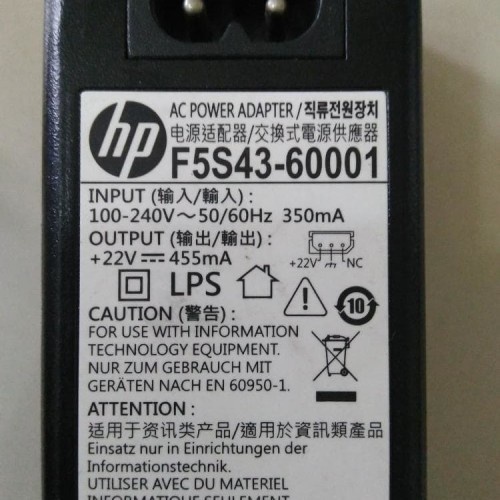 hp
AC POWER ADAPTER/직류전원장치
电源适配器/交換式電源供應器
F5S43-60001
INPUT (输入/輸入) :
100-240V~50/60Hz 350mA
OUTPUT (输出/輸出) :
+22V⎓455mA
+22V NC
LPS
10
CAUTION (警告) :
FOR USE WITH INFORMATION
TECHNOLOGY EQUIPMENT.
NUR ZUM GEBRAUCH MIT
GERÄTEN NACH EN 60950-1.
ATTENTION :
适用于资讯类产品/適用於資訊類產品
Einsatz nur in Einrichtungen der
Informationstechnik.
UTILISER AVEC DU MATERIEL
INFORMATIQUE